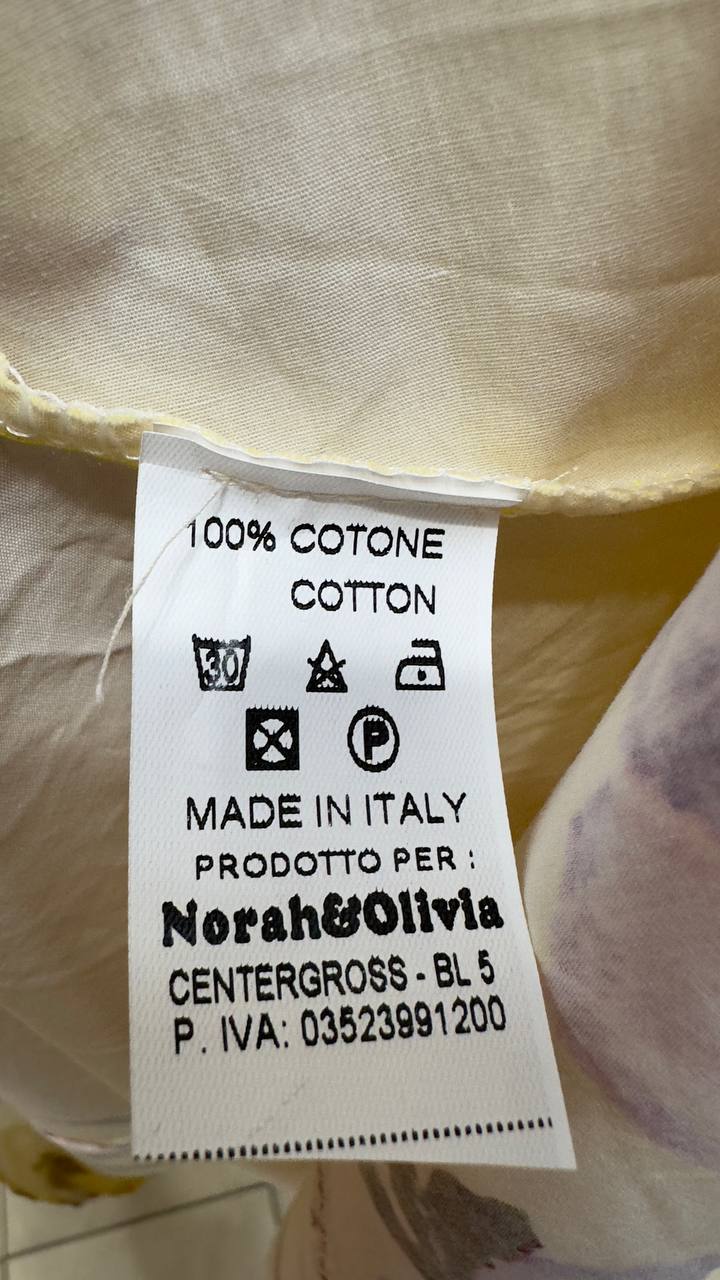 100% COTONE
COTTON
30
P
MADE IN ITALY
PRODOTTO PER :
Norah&Olivia
CENTERGROSS - BL 5
P. IVA: 03523991200